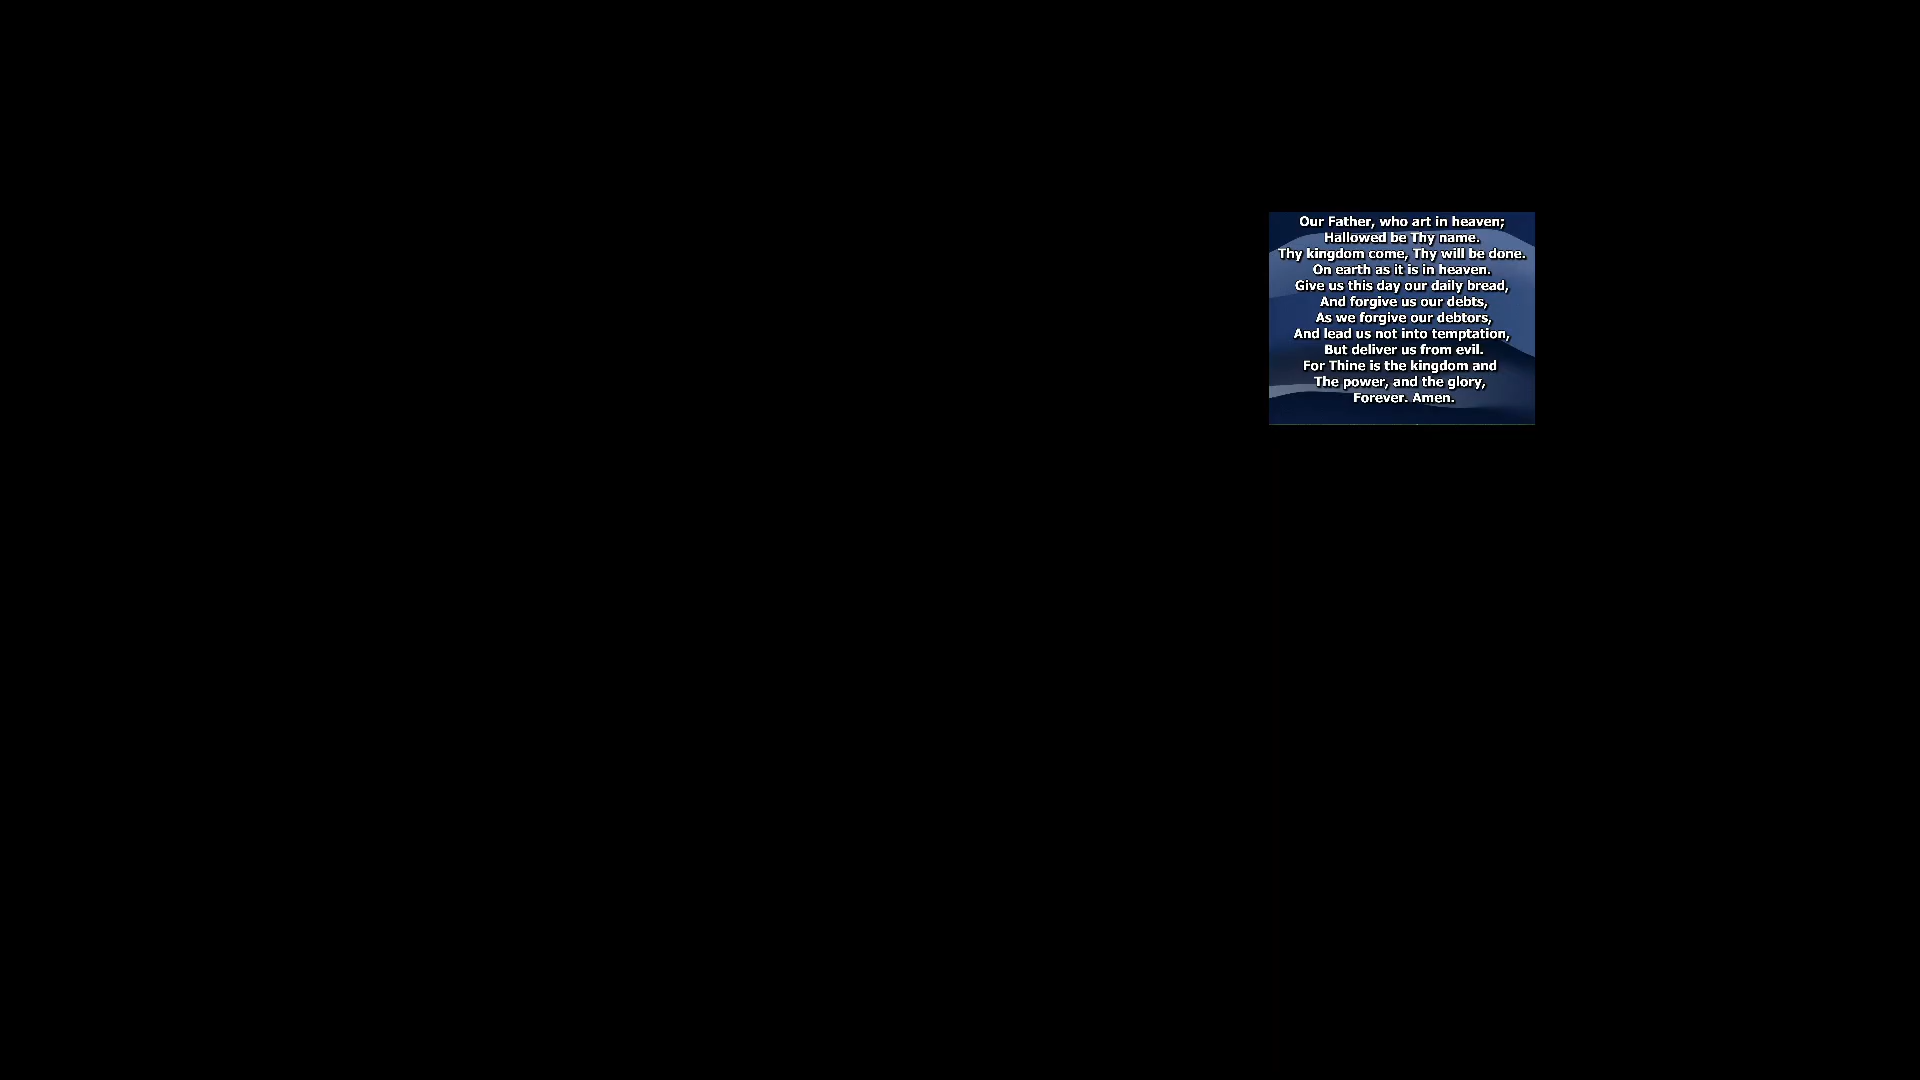 Our Father, who art in heaven;
Hallowed be Thy name.
Thy kingdom come, Thy will be done.
On earth as it is in heaven.
Give us this day our daily bread,
And forgive us our debts,
As we forgive our debtors,
And lead us not into temptation,
But deliver us from evil.
For Thine is the kingdom and
The power, and the glory,
Forever. Amen.